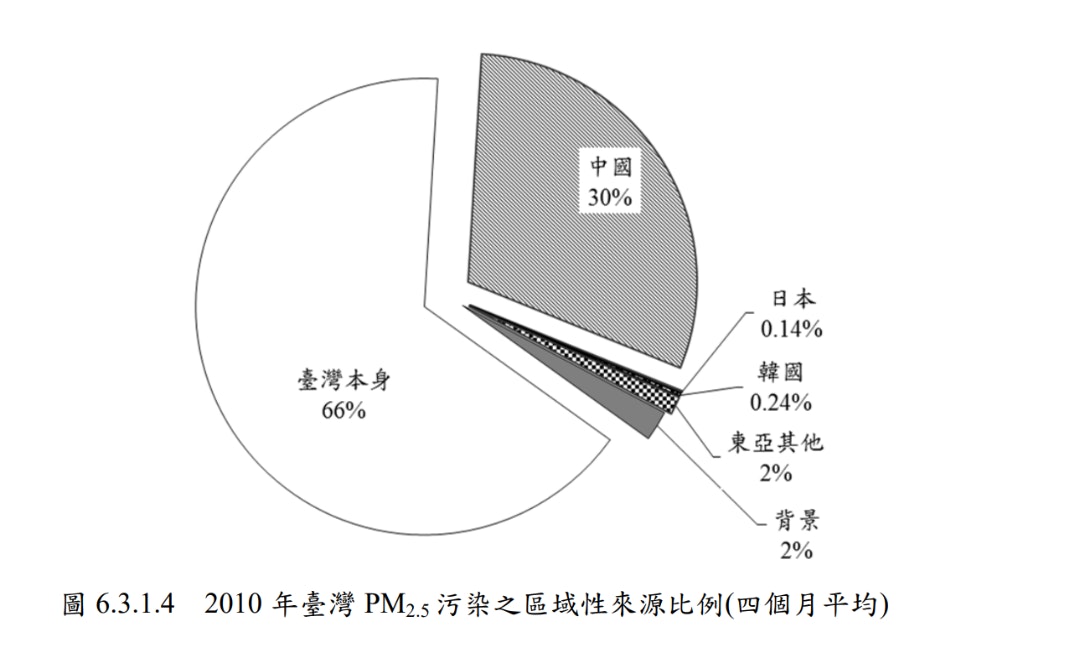 中國
30%
日本
0.14%
韓國
0.24%
臺灣本身
66%
東亞其他
2%
背景
2%
圖 6.3.1.4 2010 年臺灣 PM2.5 污染之區域性來源比例(四個月平均)